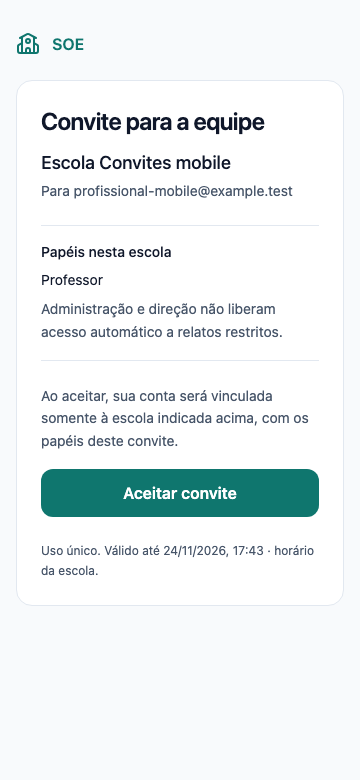 SOE
Convite para a equipe
Escola Convites mobile
Para profissional-mobile@example.test
Papéis nesta escola
Professor
Administração e direção não liberam
acesso automático a relatos restritos.
Ao aceitar, sua conta será vinculada
somente à escola indicada acima, com os
papéis deste convite.
Aceitar convite
Uso único. Válido até 24/11/2026, 17:43 · horário
da escola.